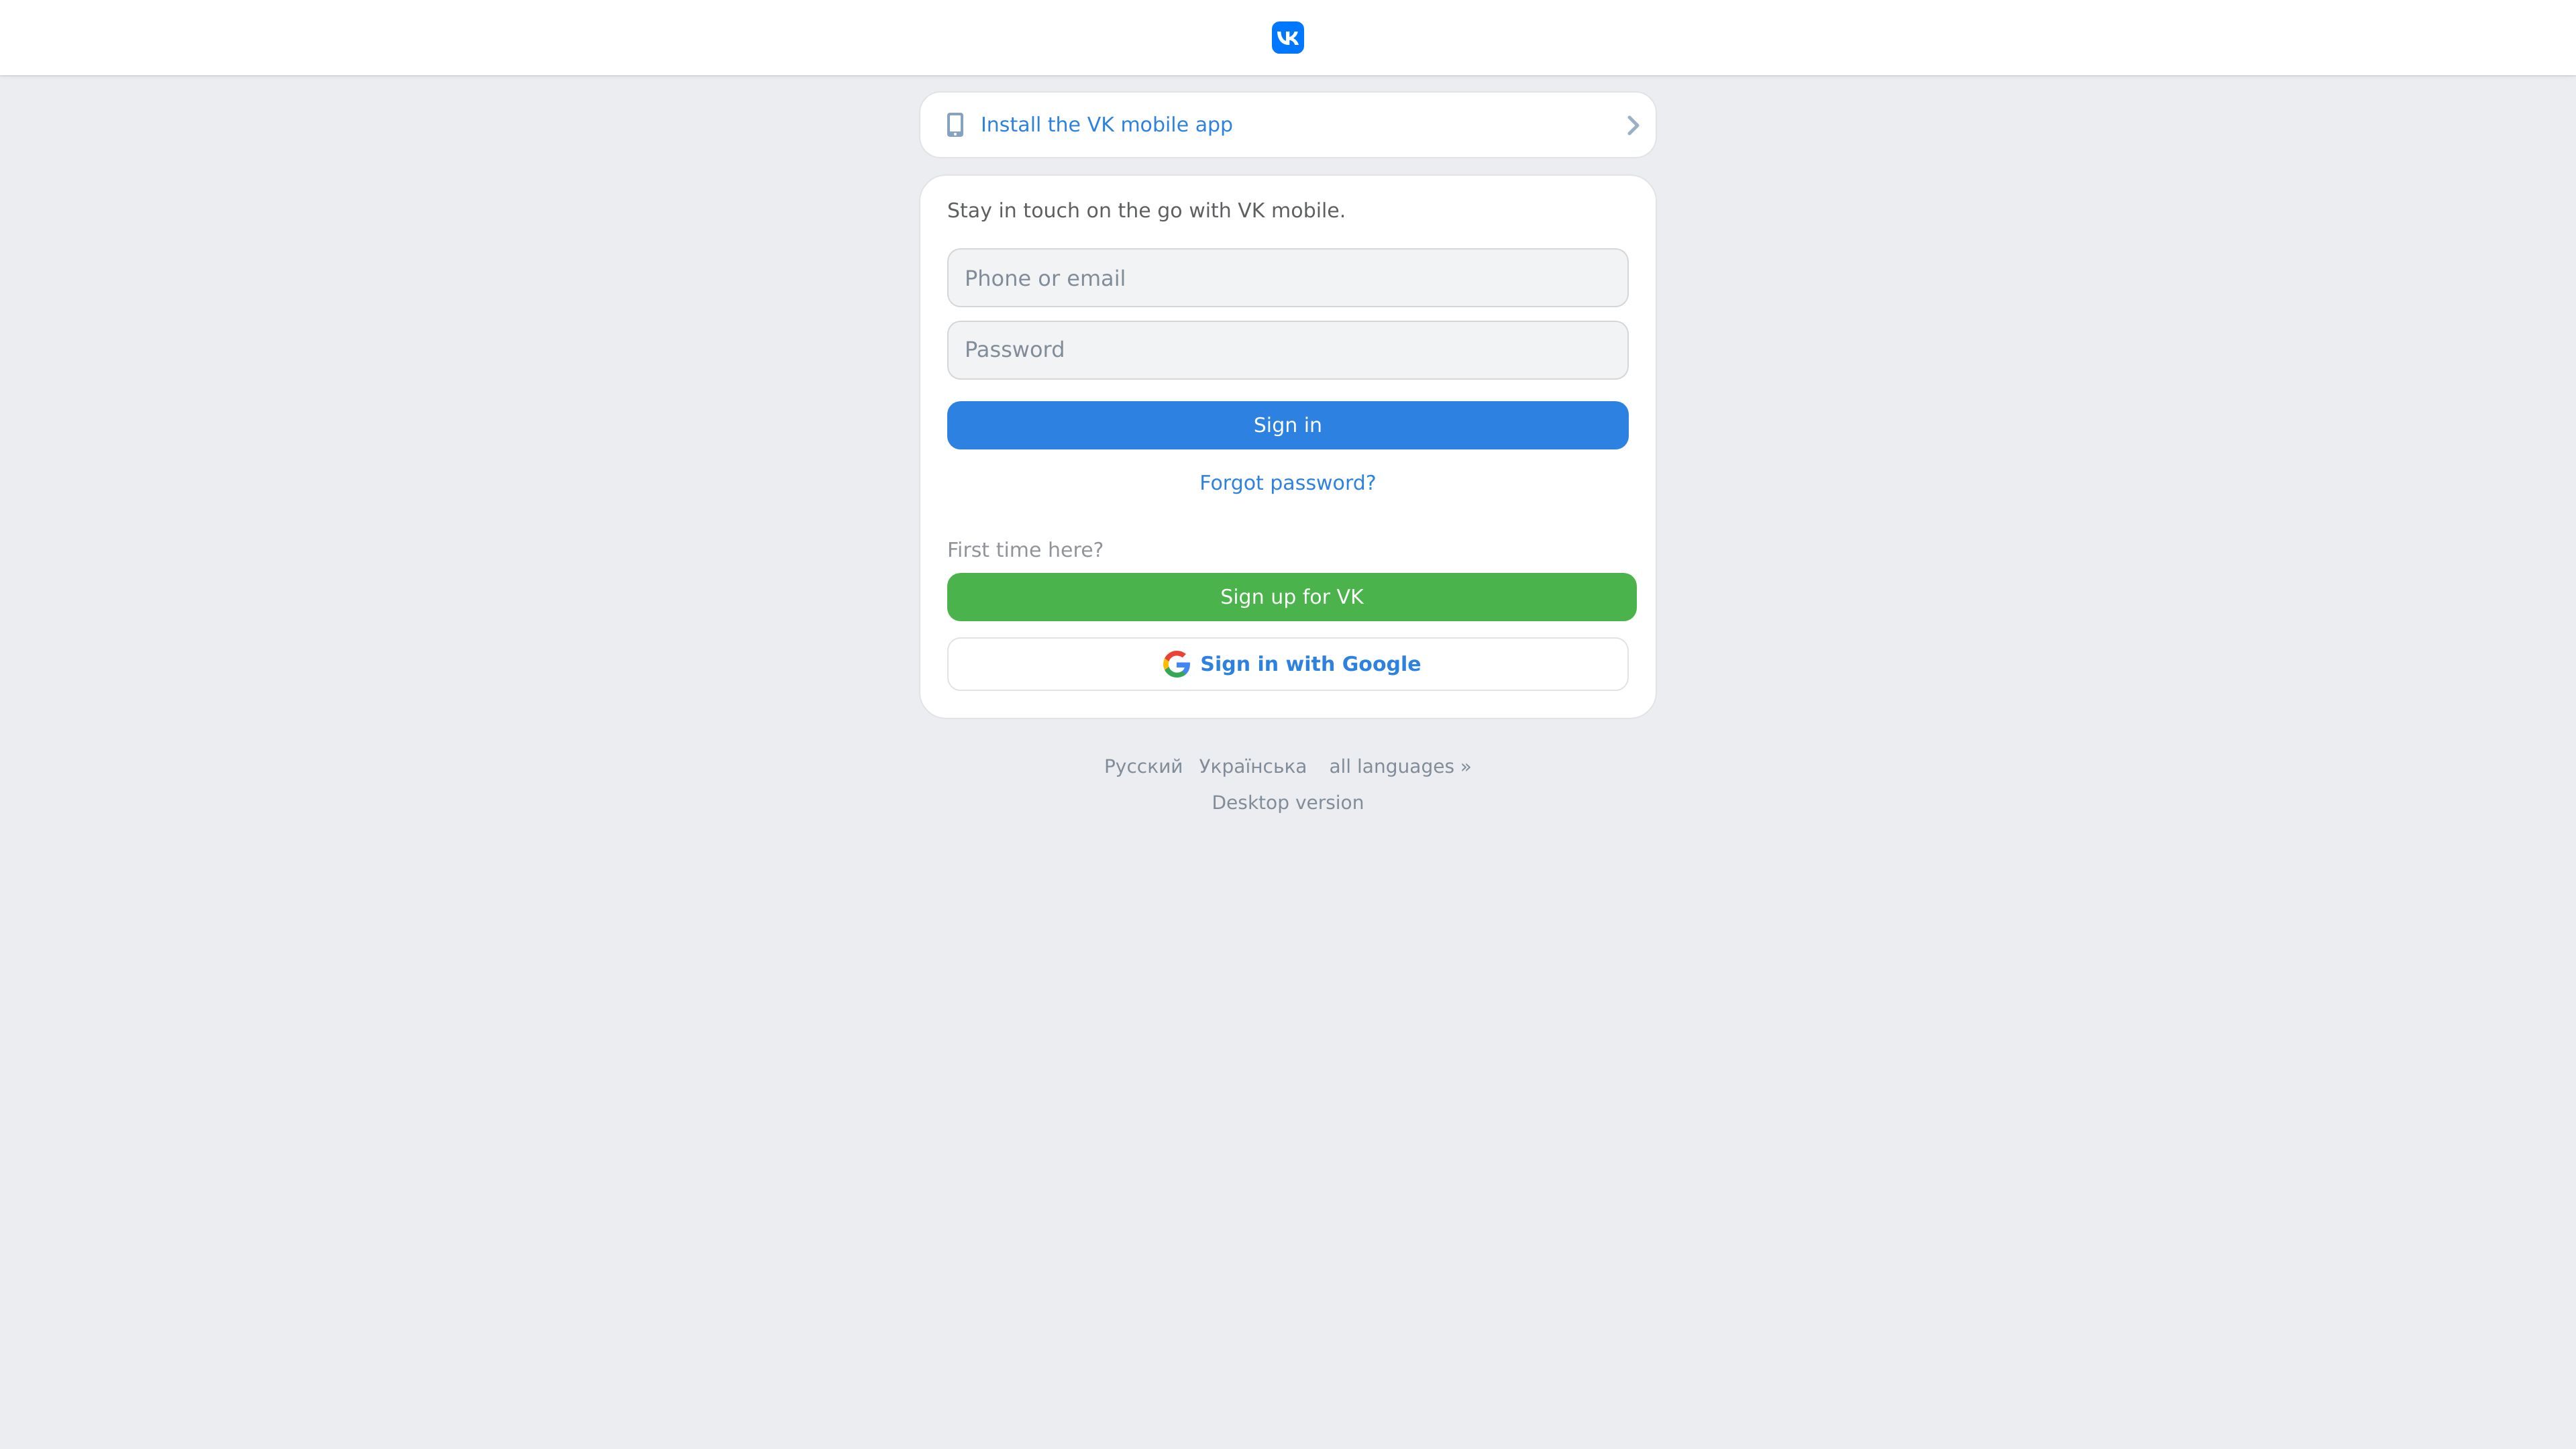 VK
Install the VK mobile app
Stay in touch on the go with VK mobile.
Phone or email
Password
Sign in
Forgot password?
First time here?
Sign up for VK
Sign in with Google
Русский Українська all languages »
Desktop version